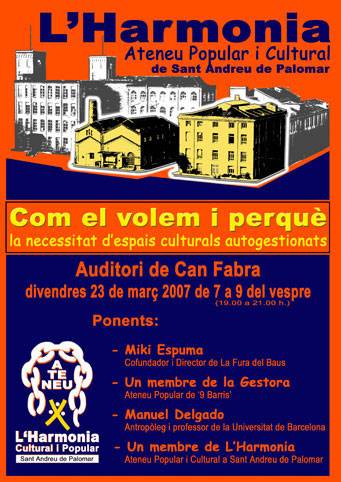 L'Harmonia
Ateneu Popular i Cultural
de Sant Andreu de Palomar
Com el volem i perquè
la necessitat d'espais culturals autogestionats
Auditori de Can Fabra
divendres 23 de març 2007 de 7 a 9 del vespre
(19.00 a 21.00 h.)
Ponents:
- Miki Espuma
Cofundador i Director de La Fura del Baus
- Un membre de la Gestora
Ateneu Popular de '9 Barris'
- Manuel Delgado
Antropòleg i professor de la Universitat de Barcelona
- Un membre de L'Harmonia
Ateneu Popular i Cultural a Sant Andreu de Palomar
A
TE
NEU
L'Harmonia
Cultural i Popular
Sant Andreu de Palomar